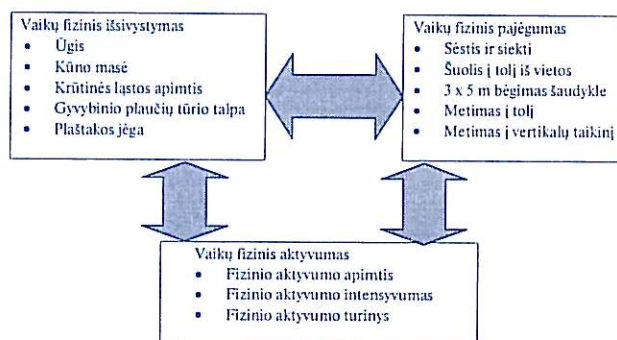 Vaikų fizinis išsivystymas
• Ūgis
• Kūno masė
• Krūtinės ląstos apimtis
• Gyvybinio plaučių tūrio talpa
• Plaštakos jėga
Vaikų fizinis pajėgumas
• Sėstis ir siekti
• Šuolis į tolį iš vietos
• 3 x 5 m bėgimas šaudykle
• Metimas į tolį
• Metimas į vertikalų taikinį
Vaikų fizinis aktyvumas
• Fizinio aktyvumo apimtis
• Fizinio aktyvumo intensyvumas
• Fizinio aktyvumo turinys